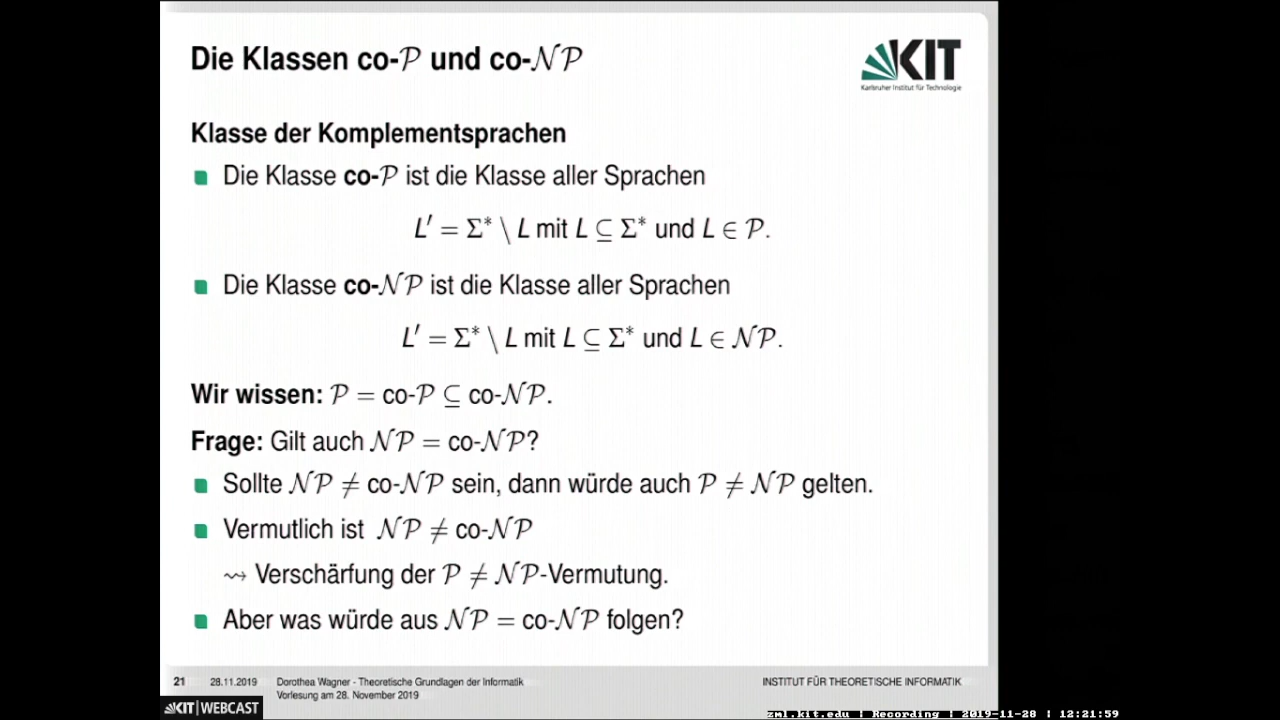 Die Klassen co-𝒫 und co-𝒩𝒫
KIT
Karlsruher Institut für Technologie
Klasse der Komplementsprachen
Die Klasse co-𝒫 ist die Klasse aller Sprachen
L′ = Σ* \ L mit L ⊆ Σ* und L ∈ 𝒫.
Die Klasse co-𝒩𝒫 ist die Klasse aller Sprachen
L′ = Σ* \ L mit L ⊆ Σ* und L ∈ 𝒩𝒫.
Wir wissen: 𝒫 = co-𝒫 ⊆ co-𝒩𝒫.
Frage: Gilt auch 𝒩𝒫 = co-𝒩𝒫?
Sollte 𝒩𝒫 ≠ co-𝒩𝒫 sein, dann würde auch 𝒫 ≠ 𝒩𝒫 gelten.
Vermutlich ist 𝒩𝒫 ≠ co-𝒩𝒫
⇝ Verschärfung der 𝒫 ≠ 𝒩𝒫-Vermutung.
Aber was würde aus 𝒩𝒫 = co-𝒩𝒫 folgen?
21 28.11.2019 Dorothea Wagner - Theoretische Grundlagen der Informatik INSTITUT FÜR THEORETISCHE INFORMATIK
Vorlesung am 28. November 2019
KIT | WEBCAST
zml.kit.edu | Recording | 2019-11-28 | 12:21:59